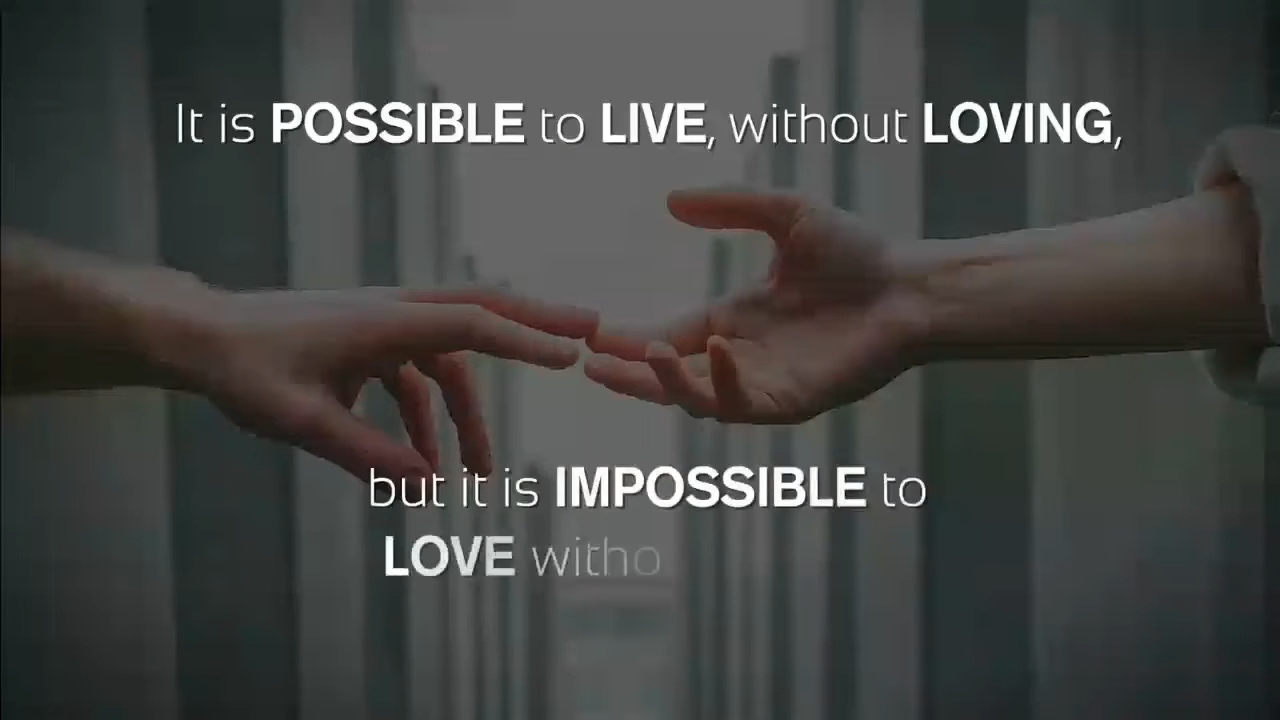 It is POSSIBLE to LIVE, without LOVING,
but it is IMPOSSIBLE to
LOVE witho